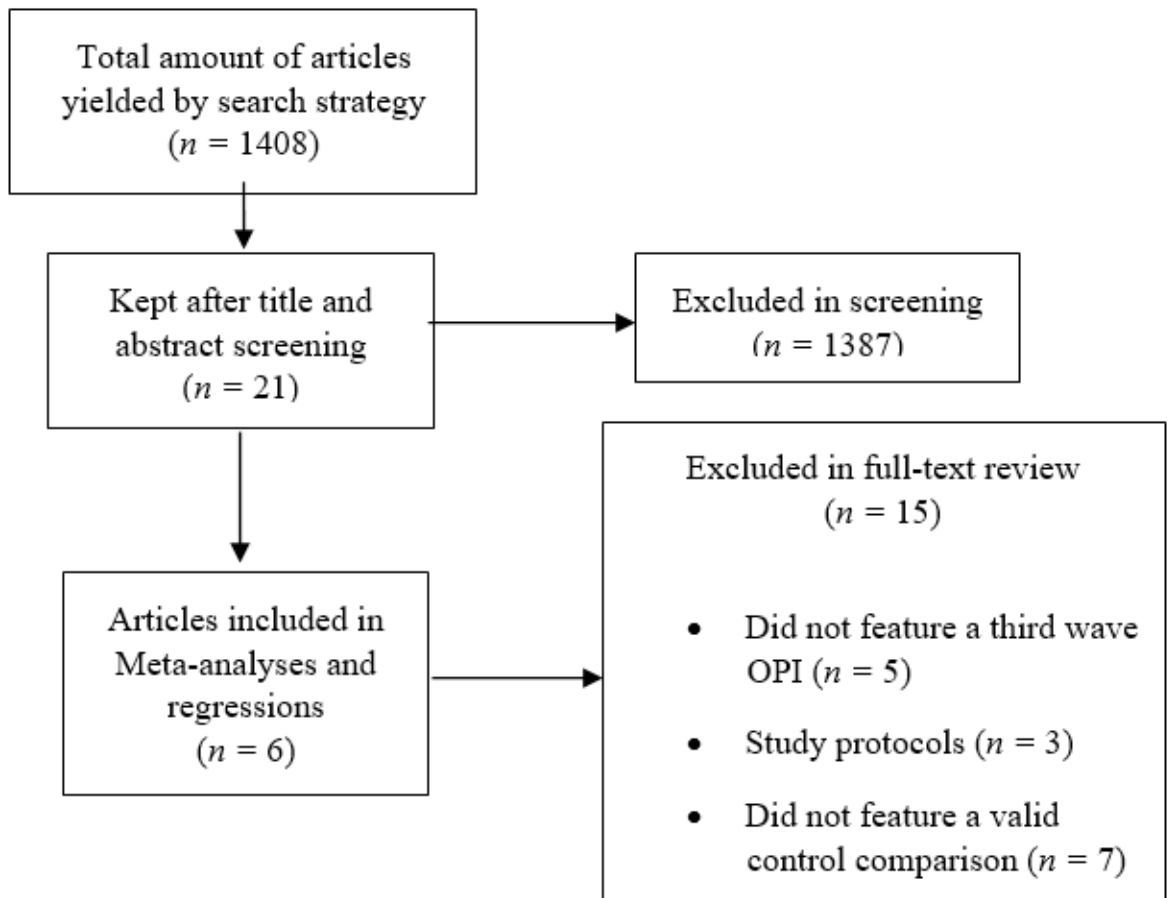 Total amount of articles
yielded by search strategy
(n = 1408)
Kept after title and
abstract screening
(n = 21)
Excluded in screening
(n = 1387)
Articles included in
Meta-analyses and
regressions
(n = 6)
Excluded in full-text review
(n = 15)
• Did not feature a third wave
OPI (n = 5)
• Study protocols (n = 3)
• Did not feature a valid
control comparison (n = 7)